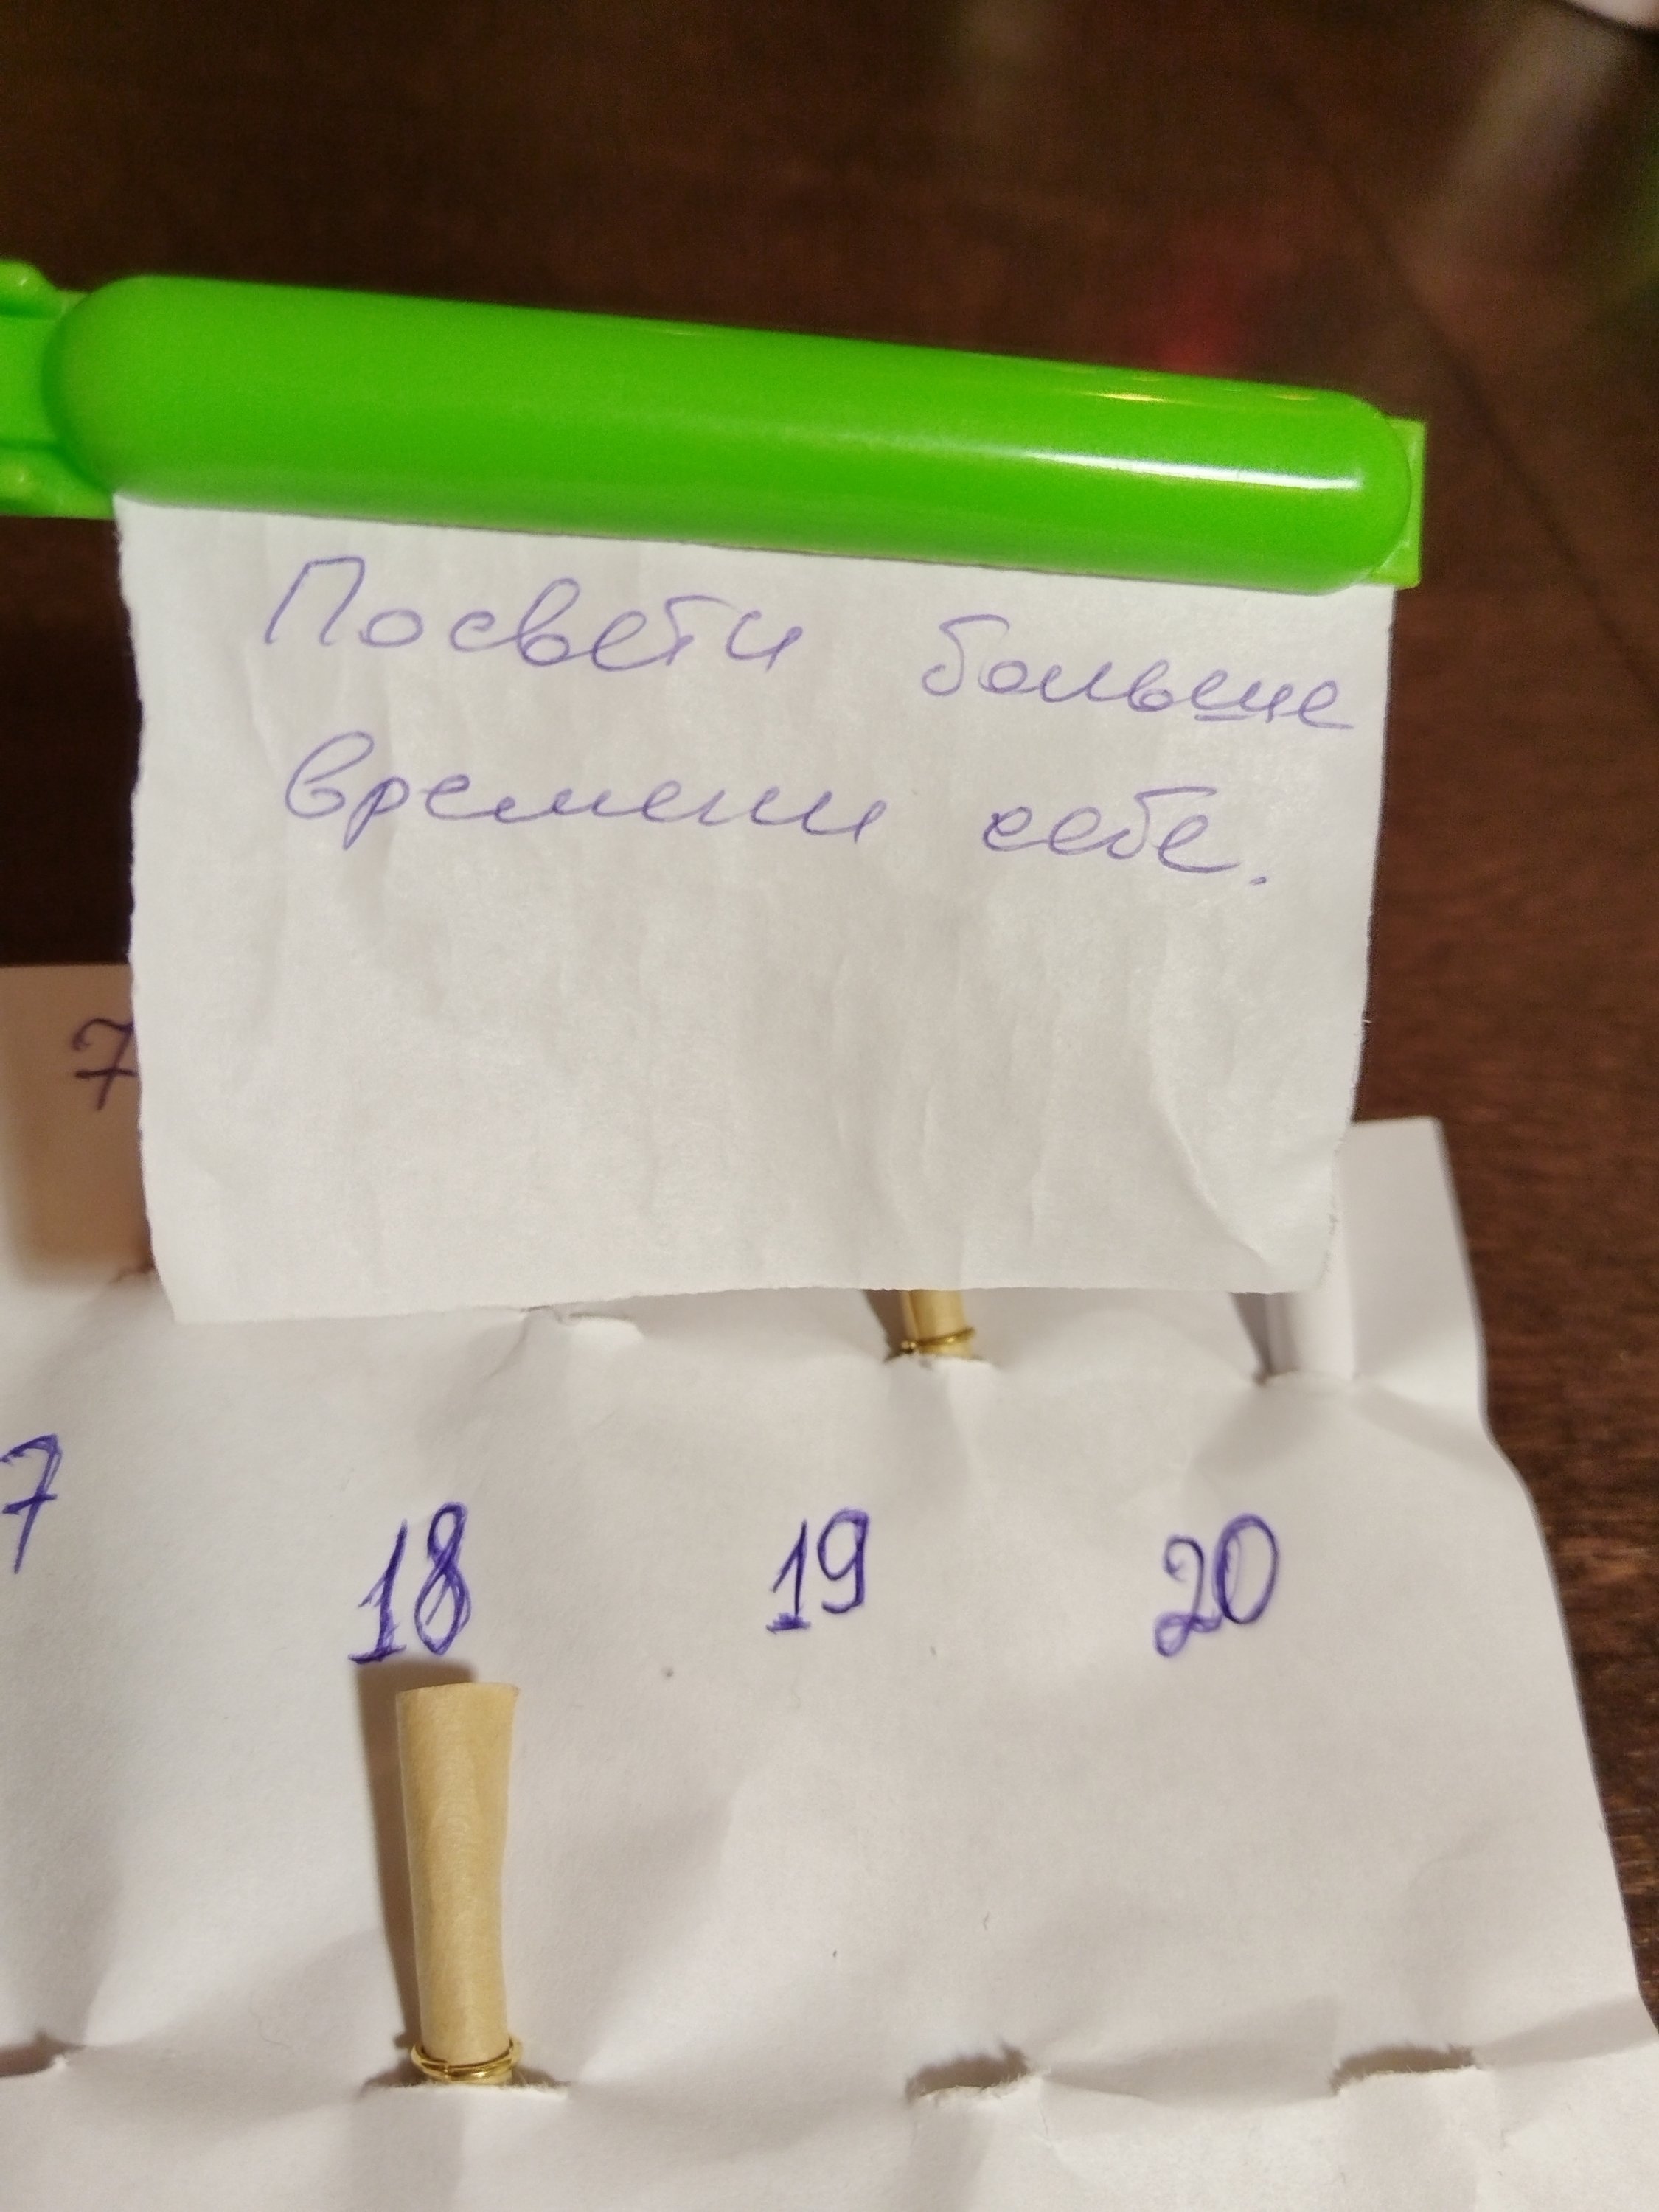 Посвети больше
времени себе.
7
7
18 19 20